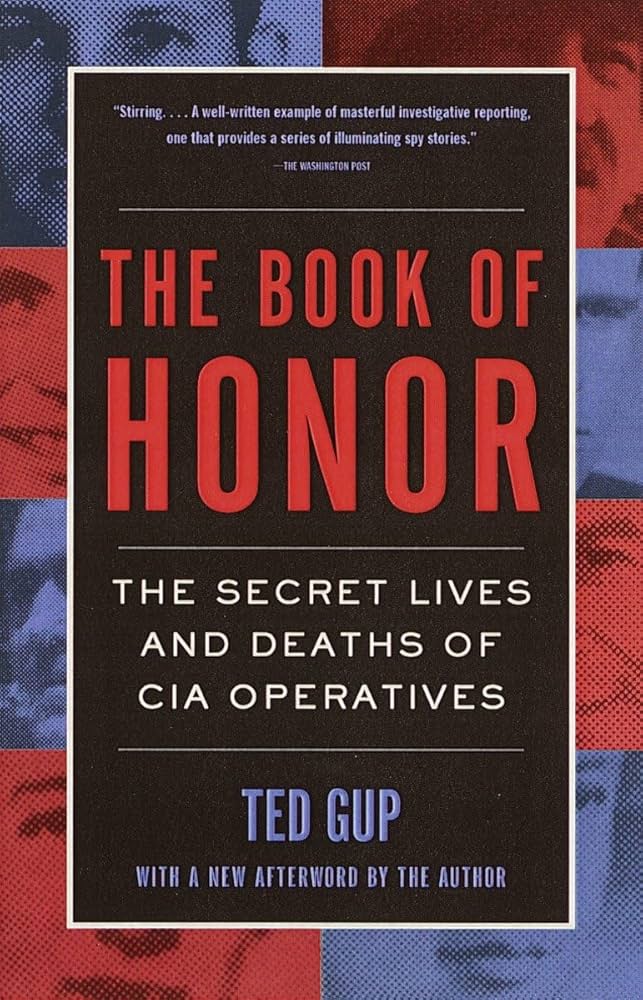 “Stirring. . . . A well-written example of masterful investigative reporting,
one that provides a series of illuminating spy stories.”
—THE WASHINGTON POST
THE BOOK OF
HONOR
THE SECRET LIVES
AND DEATHS OF
CIA OPERATIVES
TED GUP
WITH A NEW AFTERWORD BY THE AUTHOR